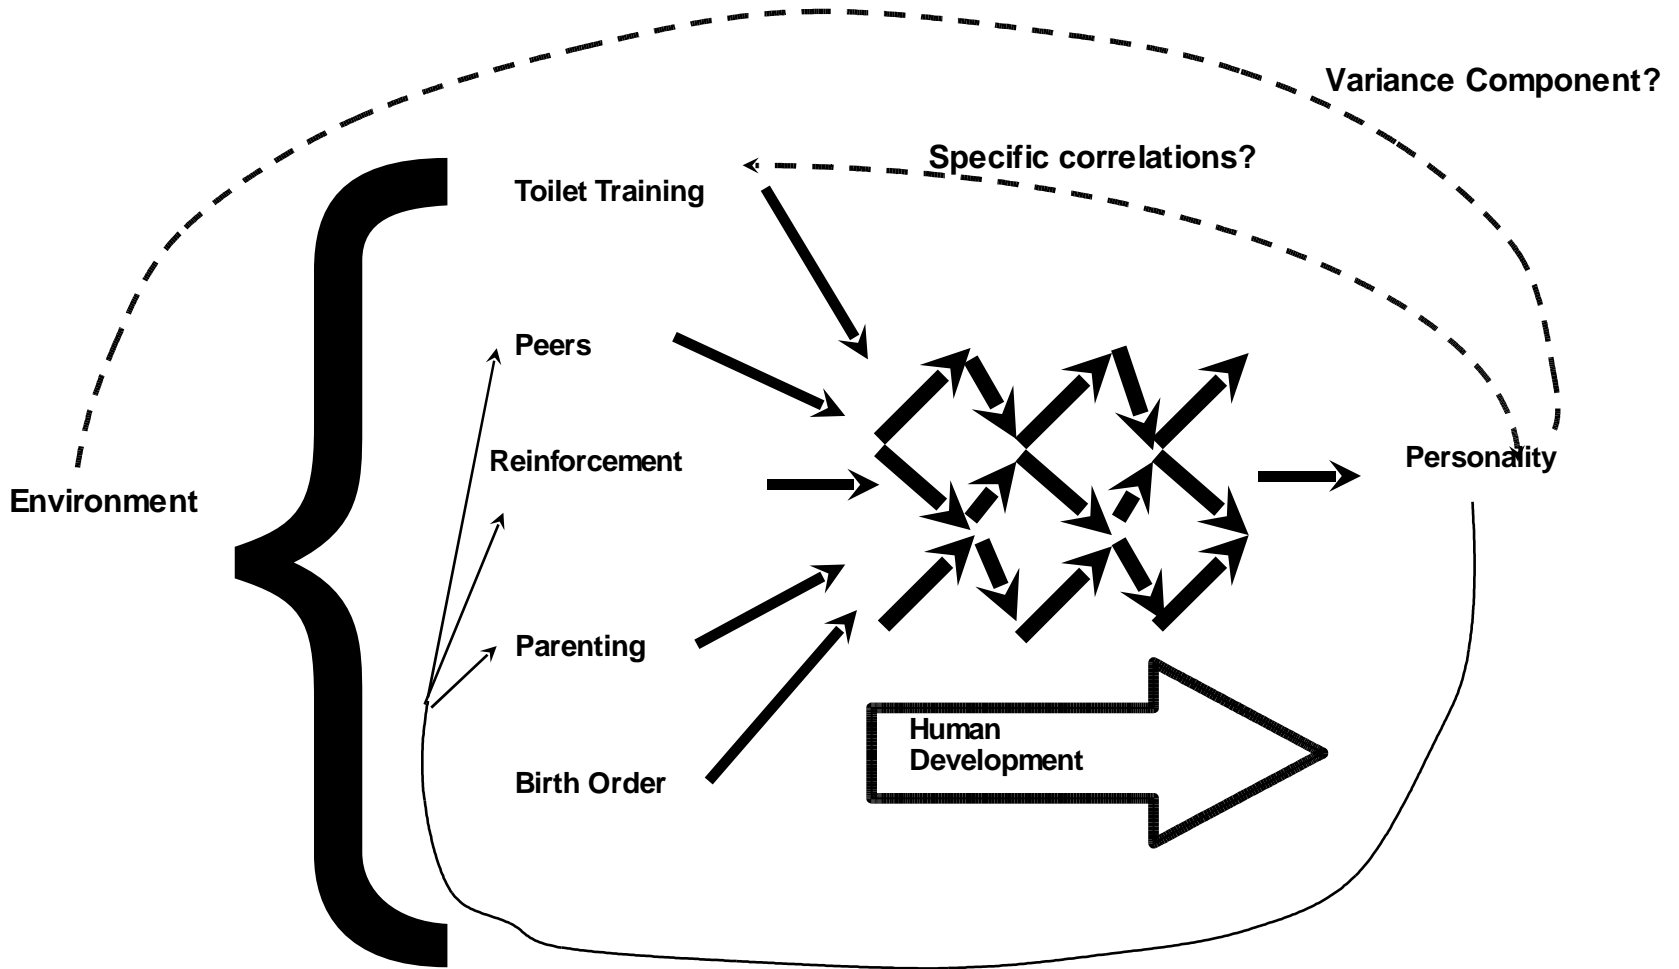 Variance Component?
Specific correlations?
Toilet Training
Peers
Reinforcement
Personality
Environment
Parenting
Human
Development
Birth Order